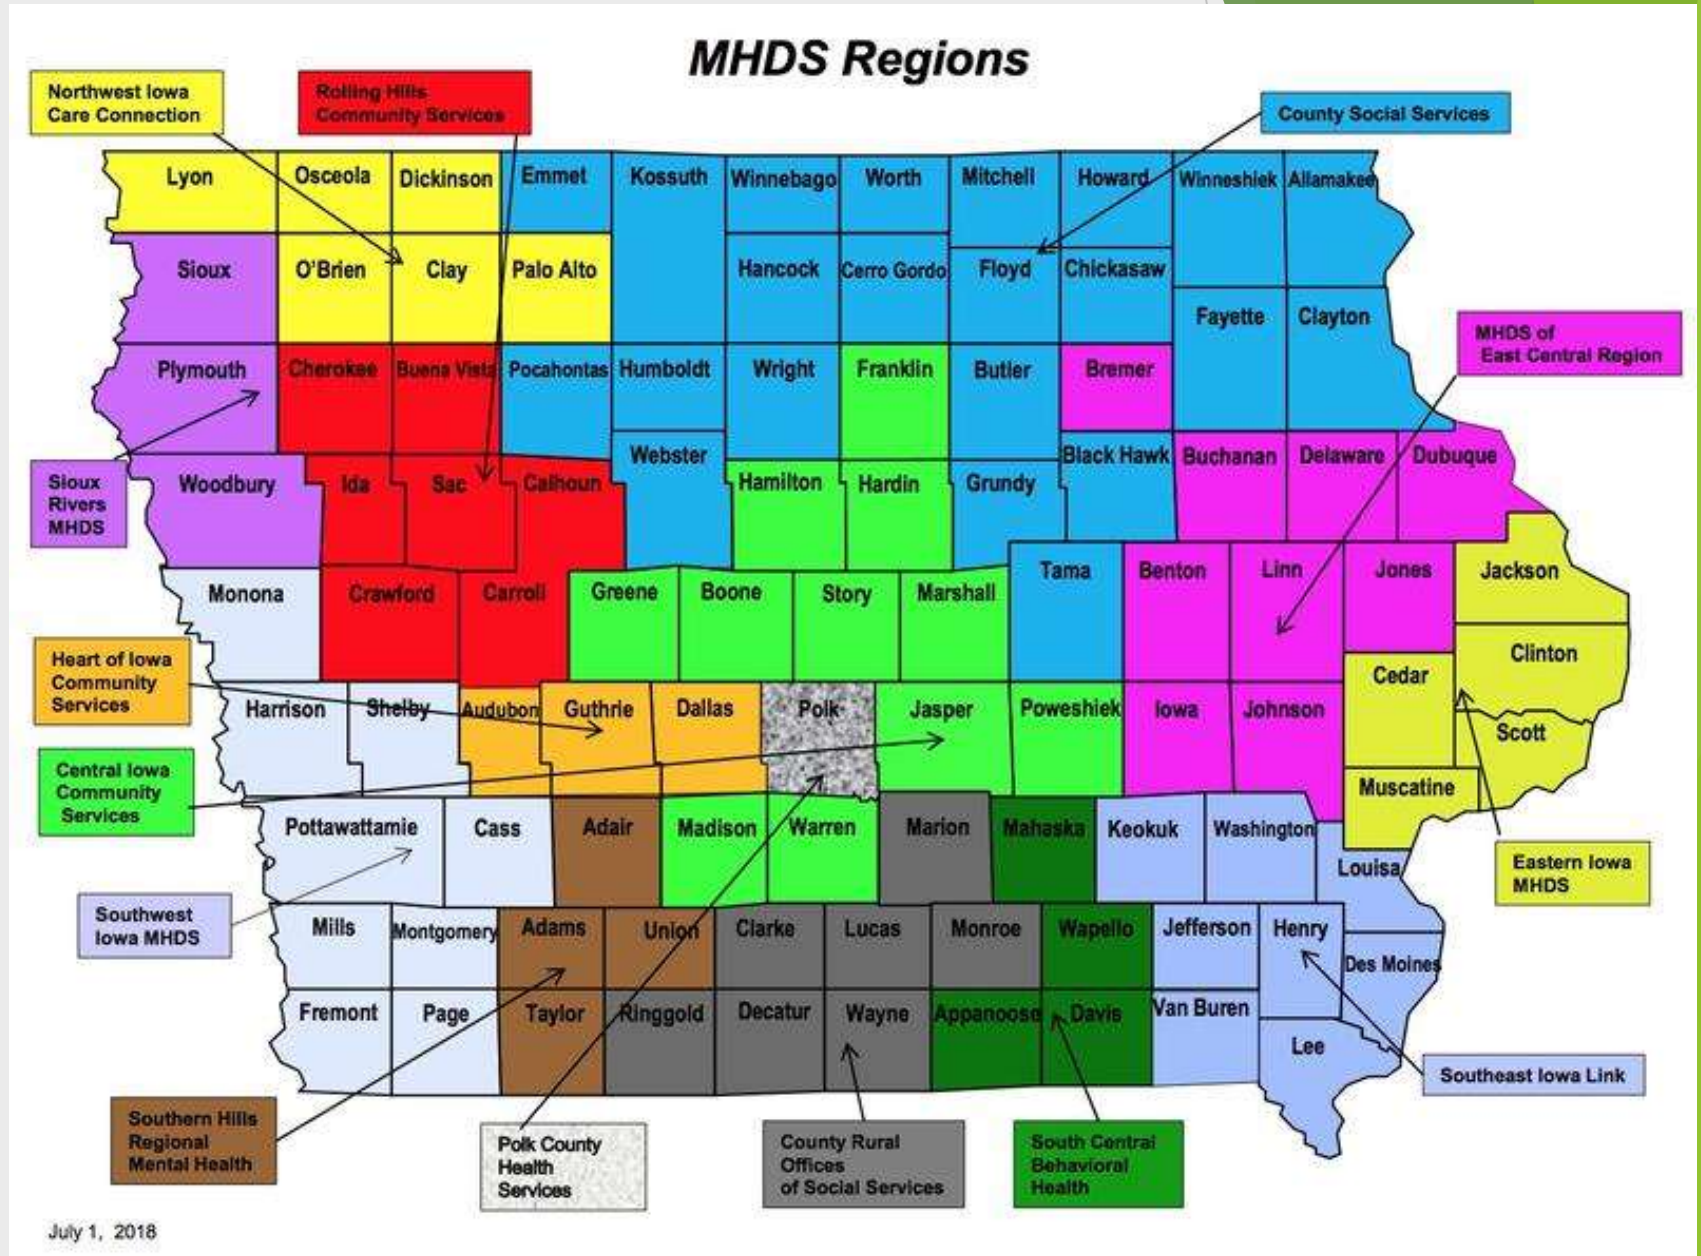 MHDS Regions
Northwest Iowa
Care Connection
Rolling Hills
Community Services
County Social Services
Lyon
Osceola
Dickinson
Emmet
Kossuth
Winnebago
Worth
Mitchell
Howard
Winneshiek
Allamakee
Sioux
O'Brien
Clay
Palo Alto
Hancock
Cerro Gordo
Floyd
Chickasaw
Fayette
Clayton
MHDS of
East Central Region
Plymouth
Cherokee
Buena Vista
Pocahontas
Humboldt
Wright
Franklin
Butler
Bremer
Webster
Black Hawk
Buchanan
Delaware
Dubuque
Sioux
Rivers
MHDS
Woodbury
Ida
Sac
Calhoun
Hamilton
Hardin
Grundy
Monona
Crawford
Carroll
Greene
Boone
Story
Marshall
Tama
Benton
Linn
Jones
Jackson
Heart of Iowa
Community
Services
Clinton
Cedar
Harrison
Shelby
Audubon
Guthrie
Dallas
Polk
Jasper
Poweshiek
Iowa
Johnson
Scott
Central Iowa
Community
Services
Muscatine
Pottawattamie
Cass
Adair
Madison
Warren
Marion
Mahaska
Keokuk
Washington
Louisa
Eastern Iowa
MHDS
Southwest
Iowa MHDS
Mills
Montgomery
Adams
Union
Clarke
Lucas
Monroe
Wapello
Jefferson
Henry
Des Moines
Fremont
Page
Taylor
Ringgold
Decatur
Wayne
Appanoose
Davis
Van Buren
Lee
Southeast Iowa Link
Southern Hills
Regional
Mental Health
Polk County
Health
Services
County Rural
Offices
of Social Services
South Central
Behavioral
Health
July 1, 2018